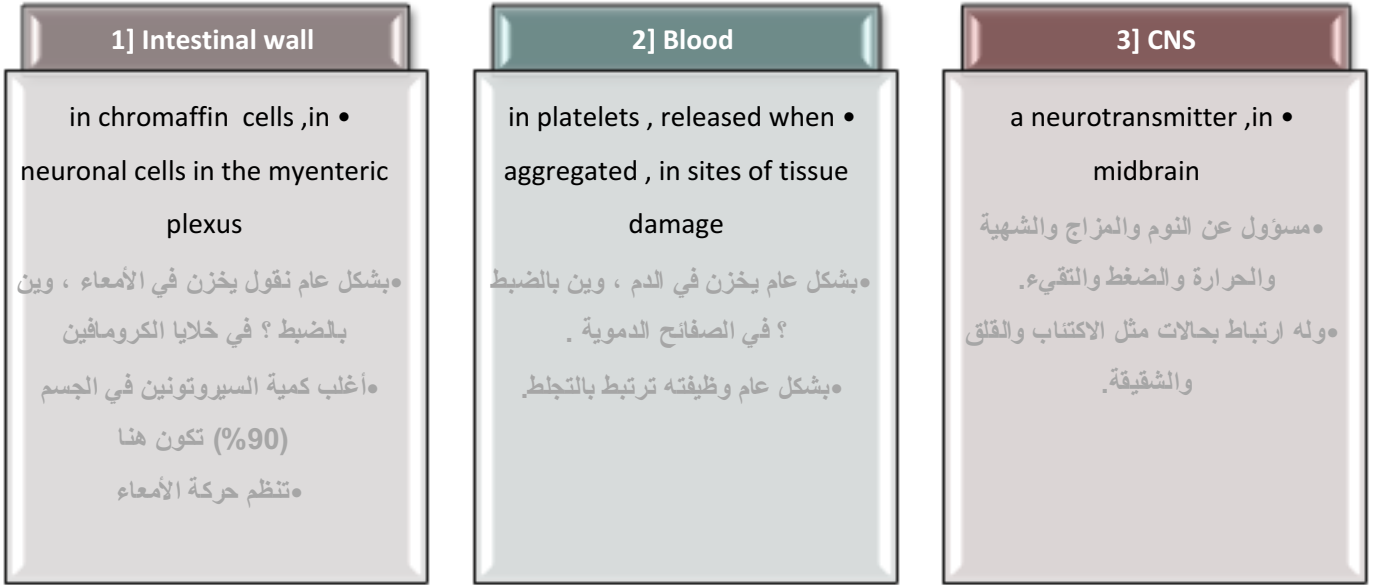 1] Intestinal wall
in chromaffin cells ,in •
neuronal cells in the myenteric
plexus
•بشكل عام نقول يخزن في الأمعاء ، وين
بالضبط ؟ في خلايا الكرومافين
•أغلب كمية السيروتونين في الجسم
(90%) تكون هنا
•تنظم حركة الأمعاء
2] Blood
in platelets , released when •
aggregated , in sites of tissue
damage
•بشكل عام يخزن في الدم ، وين بالضبط
؟ في الصفائح الدموية .
•بشكل عام وظيفته ترتبط بالتجلط.
3] CNS
a neurotransmitter ,in •
midbrain
•مسؤول عن النوم والمزاج والشهية
والحرارة والضغط والتقيء.
•وله ارتباط بحالات مثل الاكتئاب والقلق
والشقيقة.